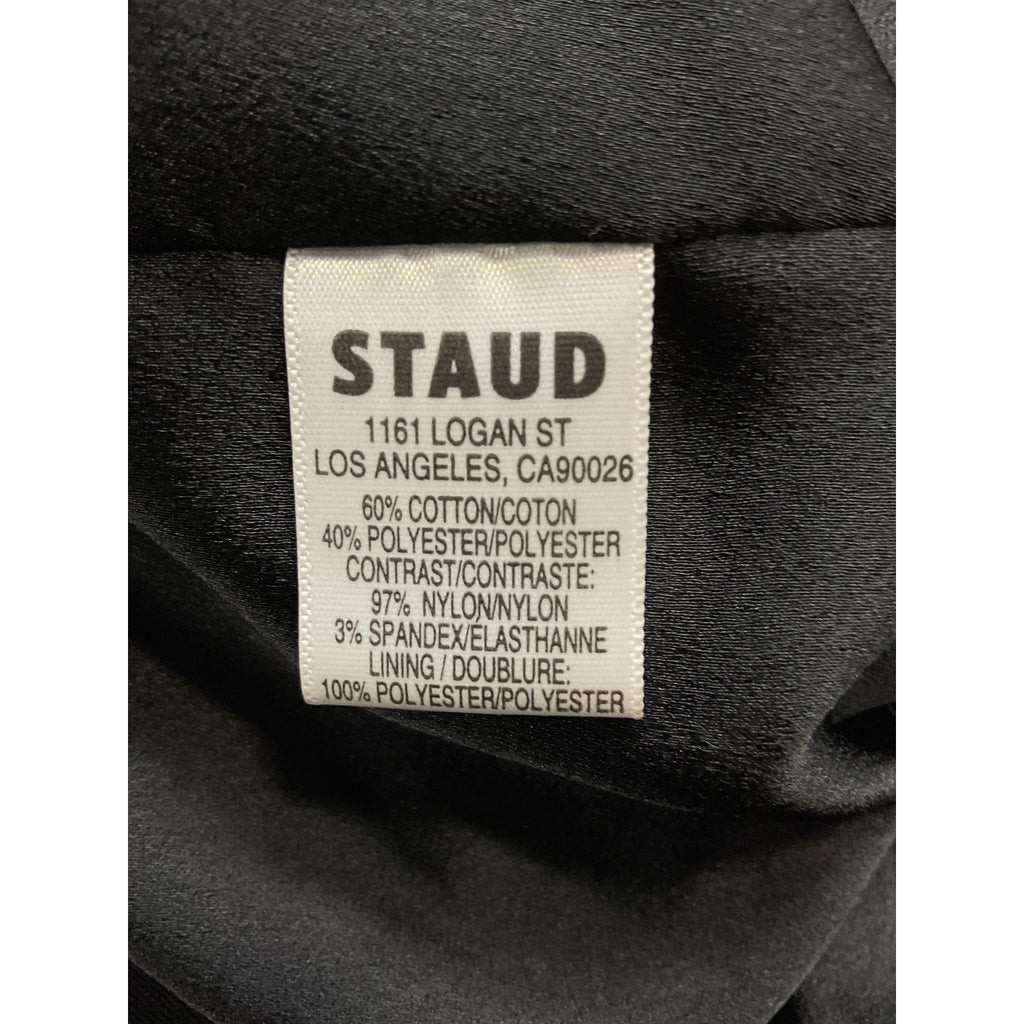 STAUD
1161 LOGAN ST
LOS ANGELES, CA90026
60% COTTON/COTON
40% POLYESTER/POLYESTER
CONTRAST/CONTRASTE:
97% NYLON/NYLON
3% SPANDEX/ÉLASTHANNE
LINING / DOUBLURE:
100% POLYESTER/POLYESTER